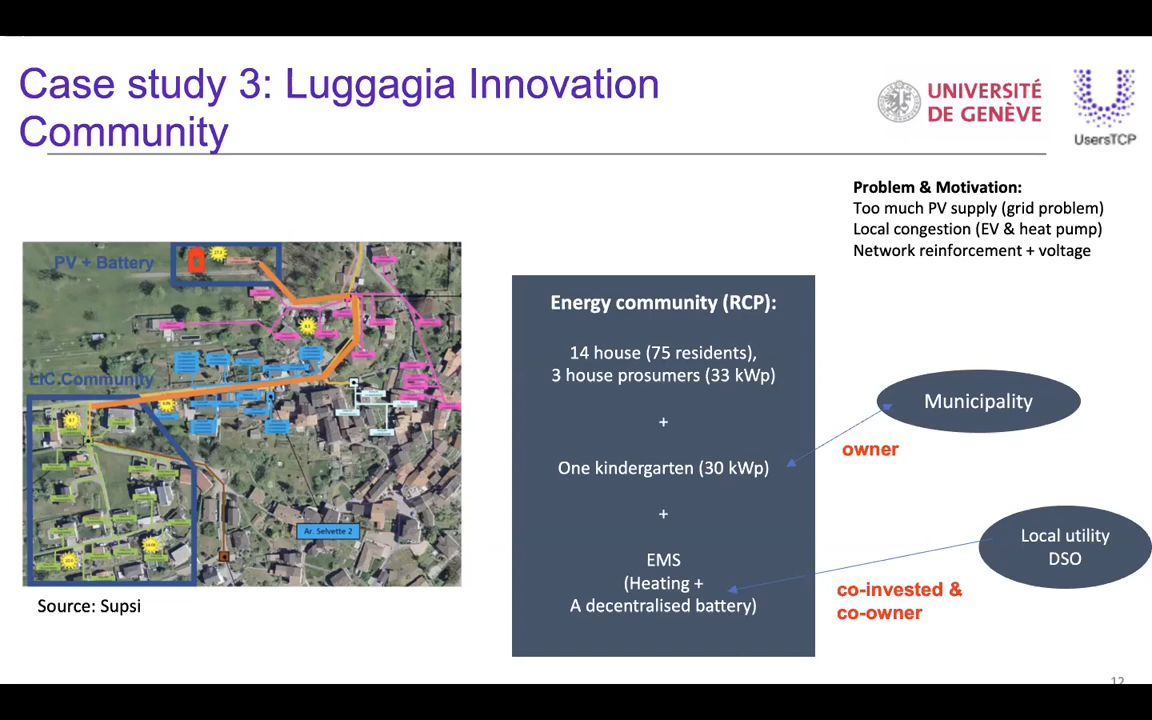 Case study 3: Luggagia Innovation
Community
UNIVERSITÉ
DE GENÈVE
UsersTCP
Problem & Motivation:
Too much PV supply (grid problem)
Local congestion (EV & heat pump)
Network reinforcement + voltage
PV + Battery
LIC Community
Ar. Selvette 2
Source: Supsi
Energy community (RCP):
14 house (75 residents),
3 house prosumers (33 kWp)
+
One kindergarten (30 kWp)
+
EMS
(Heating +
A decentralised battery)
Municipality
owner
Local utility
DSO
co-invested &
co-owner
12